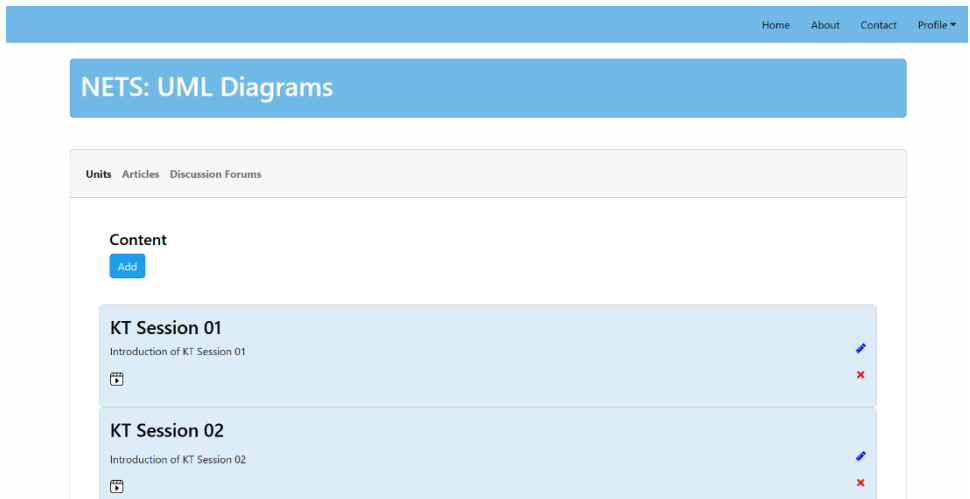 Home About Contact Profile
NETS: UML Diagrams
Units Articles Discussion Forums
Content
Add
KT Session 01
Introduction of KT Session 01
KT Session 02
Introduction of KT Session 02